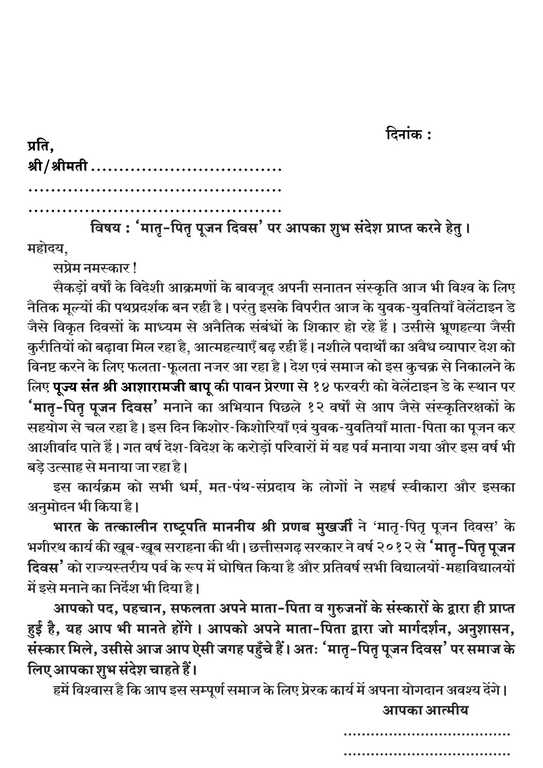 दिनांक :
प्रति,
श्री/श्रीमती ..................................
.............................................
.............................................
विषय : ‘मातृ-पितृ पूजन दिवस’ पर आपका शुभ संदेश प्राप्त करने हेतु ।
महोदय,
सप्रेम नमस्कार !
सैकड़ों वर्षों के विदेशी आक्रमणों के बावजूद अपनी सनातन संस्कृति आज भी विश्व के लिए
नैतिक मूल्यों की पथप्रदर्शक बन रही है । परंतु इसके विपरीत आज के युवक-युवतियाँ वेलेंटाइन डे
जैसे विकृत दिवसों के माध्यम से अनैतिक संबंधों के शिकार हो रहे हैं । उसीसे भ्रूणहत्या जैसी
कुरीतियों को बढ़ावा मिल रहा है, आत्महत्याएँ बढ़ रही हैं । नशीले पदार्थों का अवैध व्यापार देश को
विनष्ट करने के लिए फलता-फूलता नजर आ रहा है । देश एवं समाज को इस कुचक्र से निकालने के
लिए पूज्य संत श्री आशारामजी बापू की पावन प्रेरणा से १४ फरवरी को वेलेंटाइन डे के स्थान पर
‘मातृ-पितृ पूजन दिवस’ मनाने का अभियान पिछले १२ वर्षों से आप जैसे संस्कृतिरक्षकों के
सहयोग से चल रहा है । इस दिन किशोर-किशोरियाँ एवं युवक-युवतियाँ माता-पिता का पूजन कर
आशीर्वाद पाते हैं । गत वर्ष देश-विदेश के करोड़ों परिवारों में यह पर्व मनाया गया और इस वर्ष भी
बड़े उत्साह से मनाया जा रहा है ।
इस कार्यक्रम को सभी धर्म, मत-पंथ-संप्रदाय के लोगों ने सहर्ष स्वीकारा और इसका
अनुमोदन भी किया है ।
भारत के तत्कालीन राष्ट्रपति माननीय श्री प्रणब मुखर्जी ने ‘मातृ-पितृ पूजन दिवस’ के
भगीरथ कार्य की खूब-खूब सराहना की थी । छत्तीसगढ़ सरकार ने वर्ष २०१२ से ‘मातृ-पितृ पूजन
दिवस’ को राज्यस्तरीय पर्व के रूप में घोषित किया है और प्रतिवर्ष सभी विद्यालयों-महाविद्यालयों
में इसे मनाने का निर्देश भी दिया है ।
आपको पद, पहचान, सफलता अपने माता-पिता व गुरुजनों के संस्कारों के द्वारा ही प्राप्त
हुई है, यह आप भी मानते होंगे । आपको अपने माता-पिता द्वारा जो मार्गदर्शन, अनुशासन,
संस्कार मिले, उसीसे आज आप ऐसी जगह पहुँचे हैं । अतः ‘मातृ-पितृ पूजन दिवस’ पर समाज के
लिए आपका शुभ संदेश चाहते हैं ।
हमें विश्वास है कि आप इस सम्पूर्ण समाज के लिए प्रेरक कार्य में अपना योगदान अवश्य देंगे ।
आपका आत्मीय
.....................................
.....................................